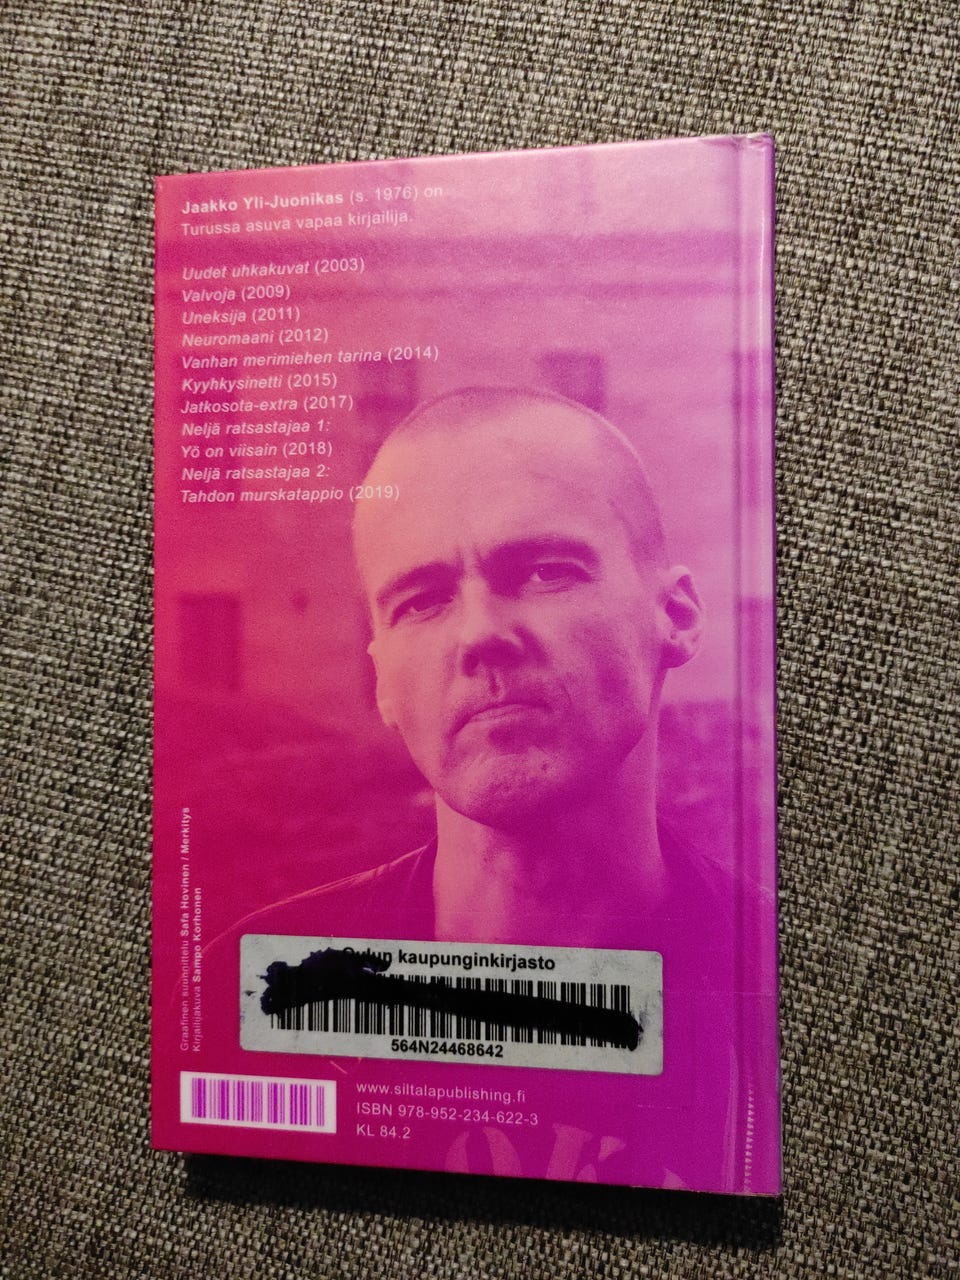 Jaakko Yli-Juonikas (s. 1976) on
Turussa asuva vapaa kirjailija.
Uudet uhkakuvat (2003)
Valvoja (2009)
Uneksija (2011)
Neuromaani (2012)
Vanhan merimiehen tarina (2014)
Kyyhkysinetti (2015)
Jatkosota-extra (2017)
Neljä ratsastajaa 1:
Yö on viisain (2018)
Neljä ratsastajaa 2:
Tahdon murskatappio (2019)
Graafinen suunnittelu Safa Hovinen / Merkitys
Kirjailijakuva Sampo Korhonen
Oulun kaupunginkirjasto
564N24468642
www.siltalapublishing.fi
ISBN 978-952-234-622-3
KL 84.2